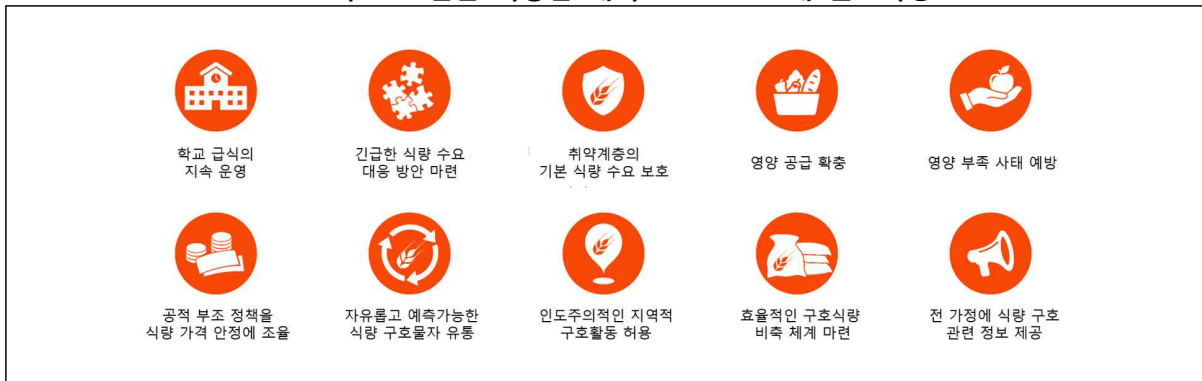 학교 급식의
지속 운영
긴급한 식량 수요
대응 방안 마련
취약계층의
기본 식량 수요 보호
영양 공급 확충
영양 부족 사태 예방
공적 부조 정책을
식량 가격 안정에 조율
자유롭고 예측가능한
식량 구호물자 유통
인도주의적인 지역적
구호활동 허용
효율적인 구호식량
비축 체계 마련
전 가정에 식량 구호
관련 정보 제공